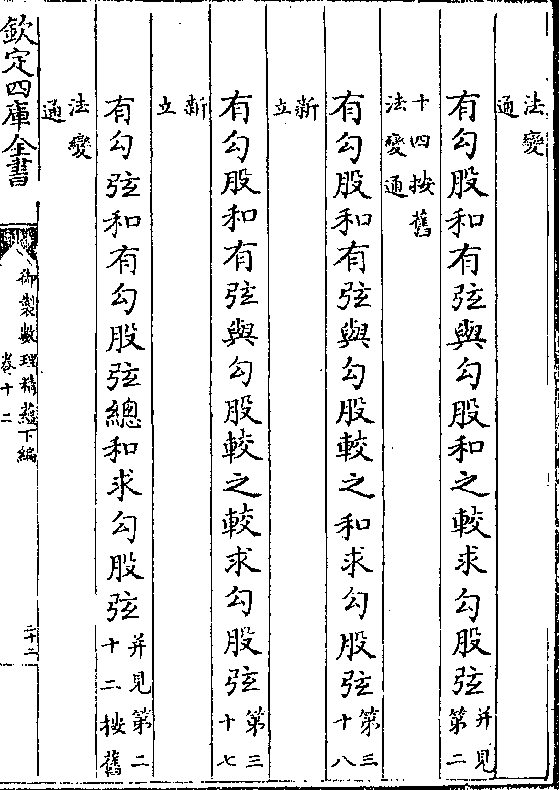 法變
通
有勾股和有弦與勾股和之較求勾股弦并見
第二
十四按舊
法變通
有勾股和有弦與勾股較之和求勾股弦第三
十八
新
立
有勾股和有弦與勾股較之較求勾股弦第三
十七
新
立
有勾弦和有勾股弦總和求勾股弦并見第二
十二按舊
法變
通
欽定四庫全書
御製數理精蘊下編
卷十二
二十二